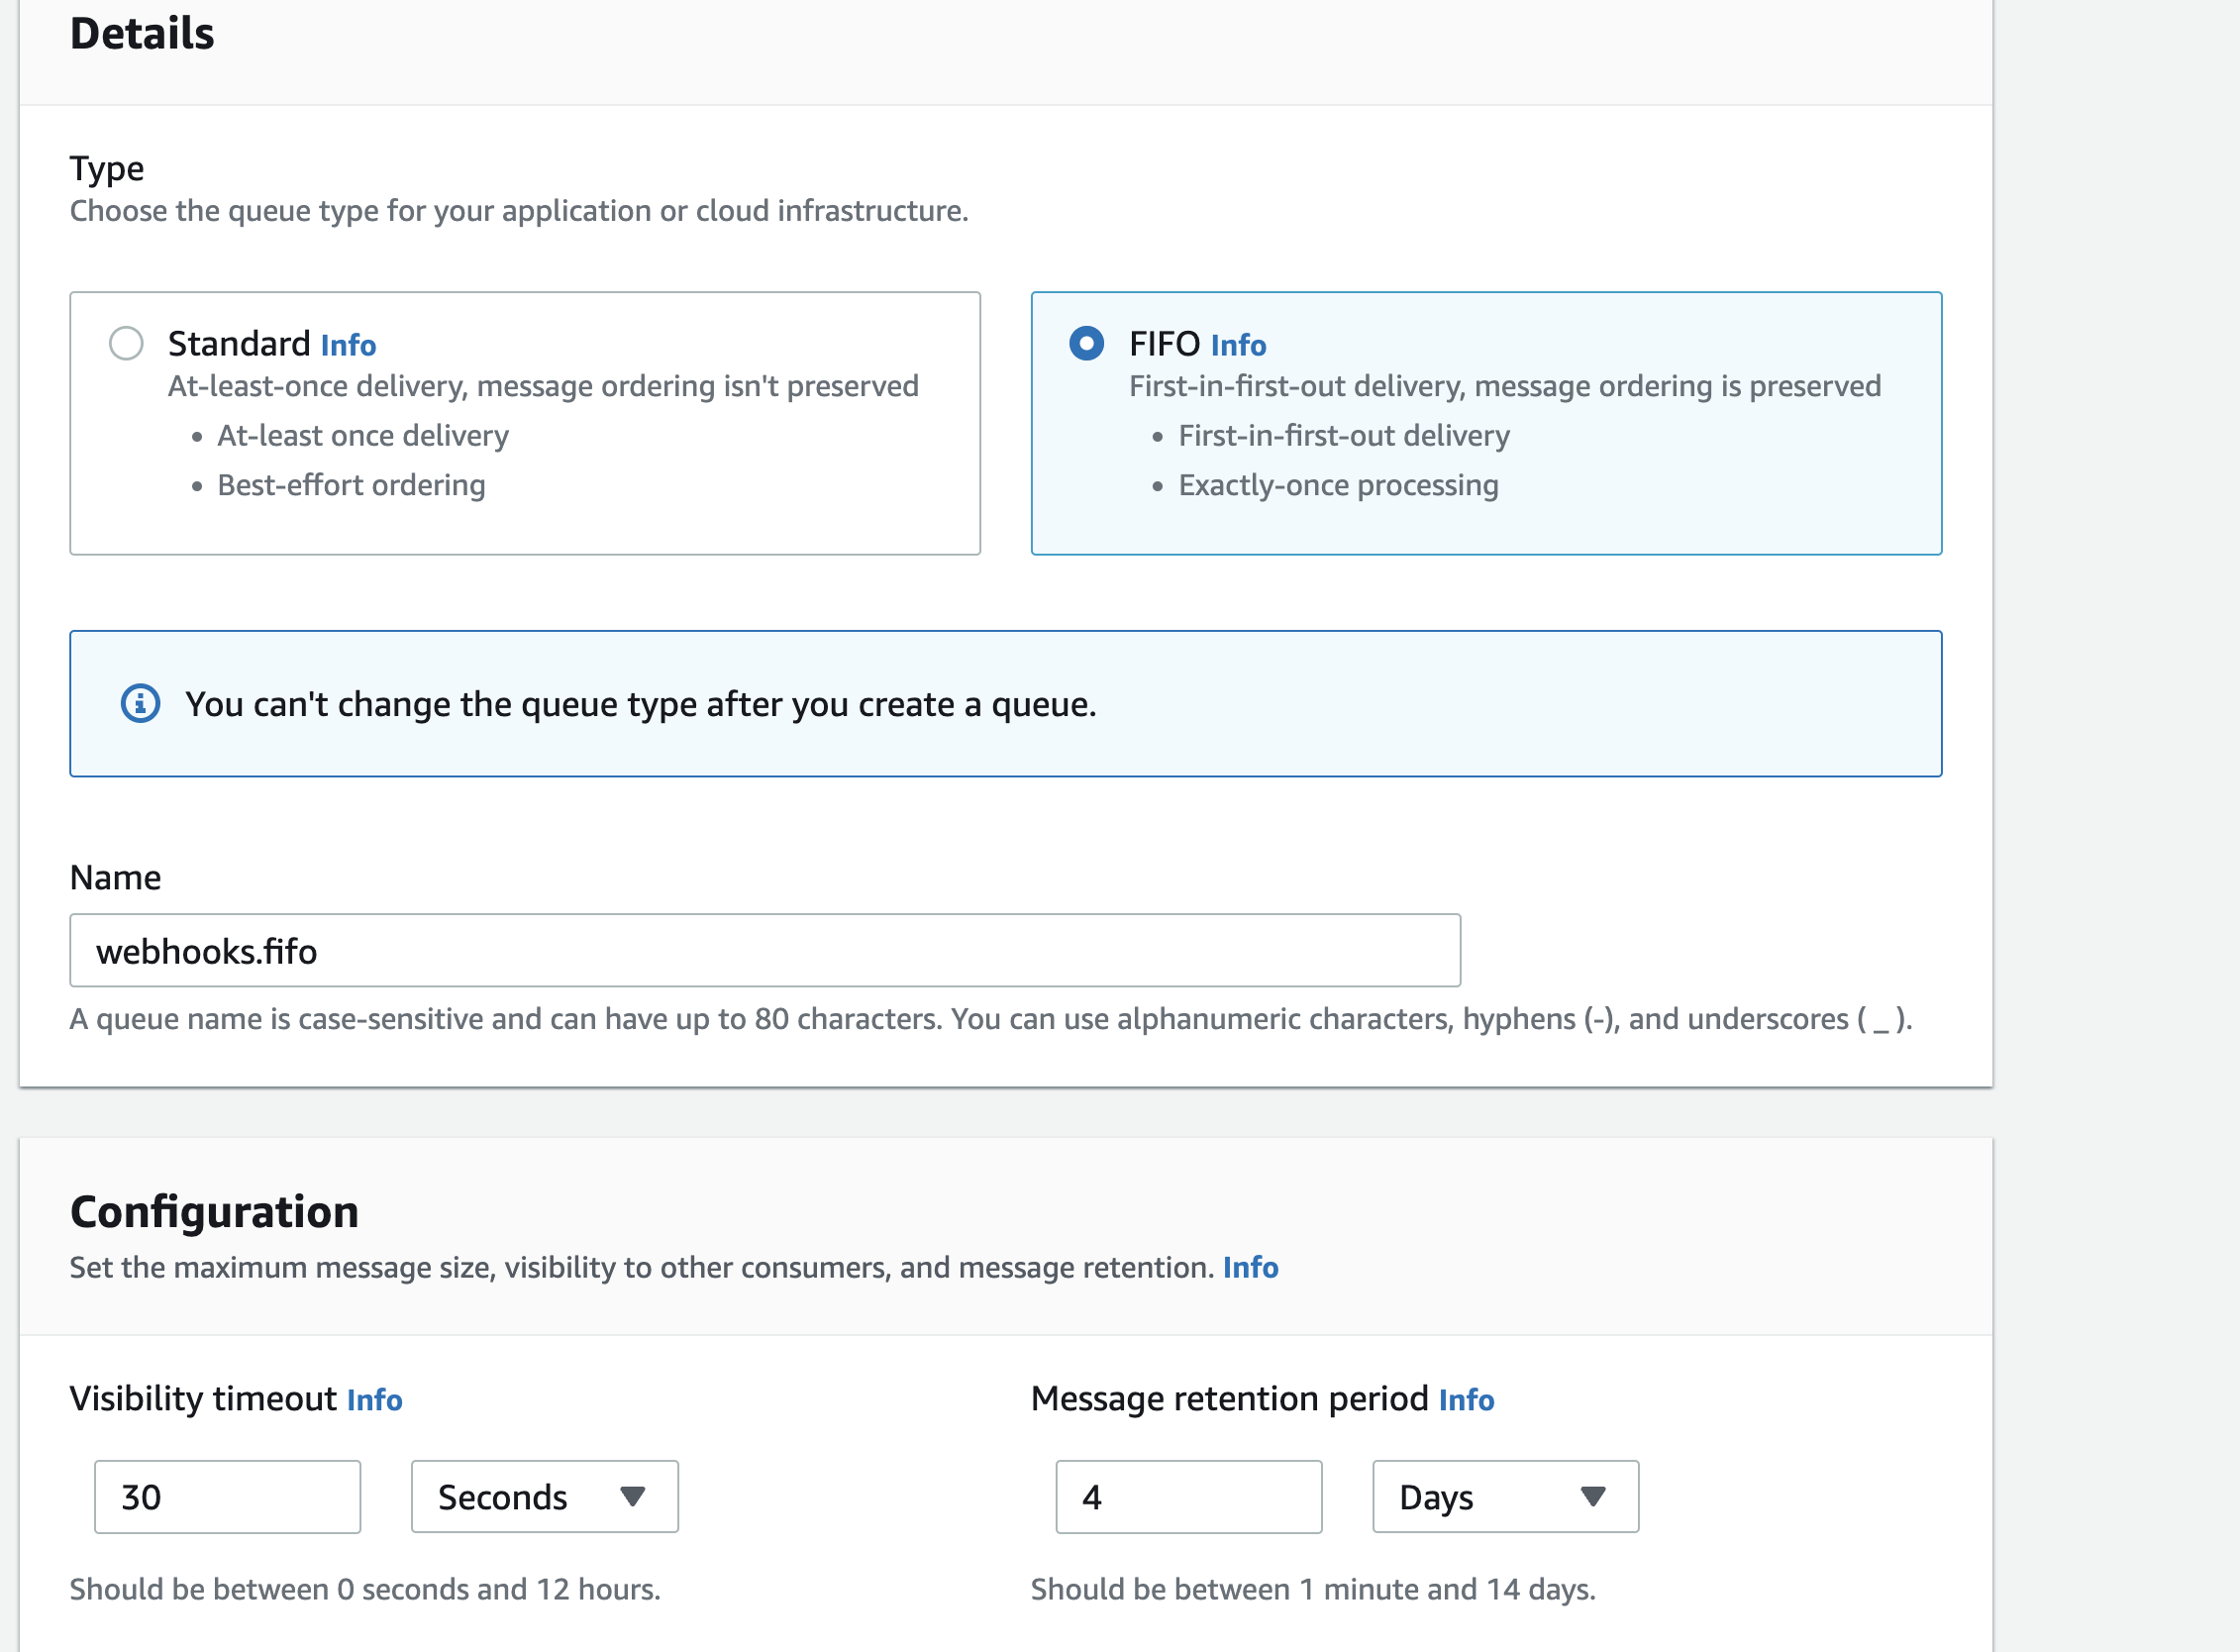 Details
Type
Choose the queue type for your application or cloud infrastructure.
Standard Info
At-least-once delivery, message ordering isn't preserved
• At-least once delivery
• Best-effort ordering
FIFO Info
First-in-first-out delivery, message ordering is preserved
• First-in-first-out delivery
• Exactly-once processing
You can't change the queue type after you create a queue.
Name
webhooks.fifo
A queue name is case-sensitive and can have up to 80 characters. You can use alphanumeric characters, hyphens (-), and underscores ( _ ).
Configuration
Set the maximum message size, visibility to other consumers, and message retention. Info
Visibility timeout Info
30 Seconds
Should be between 0 seconds and 12 hours.
Message retention period Info
4 Days
Should be between 1 minute and 14 days.